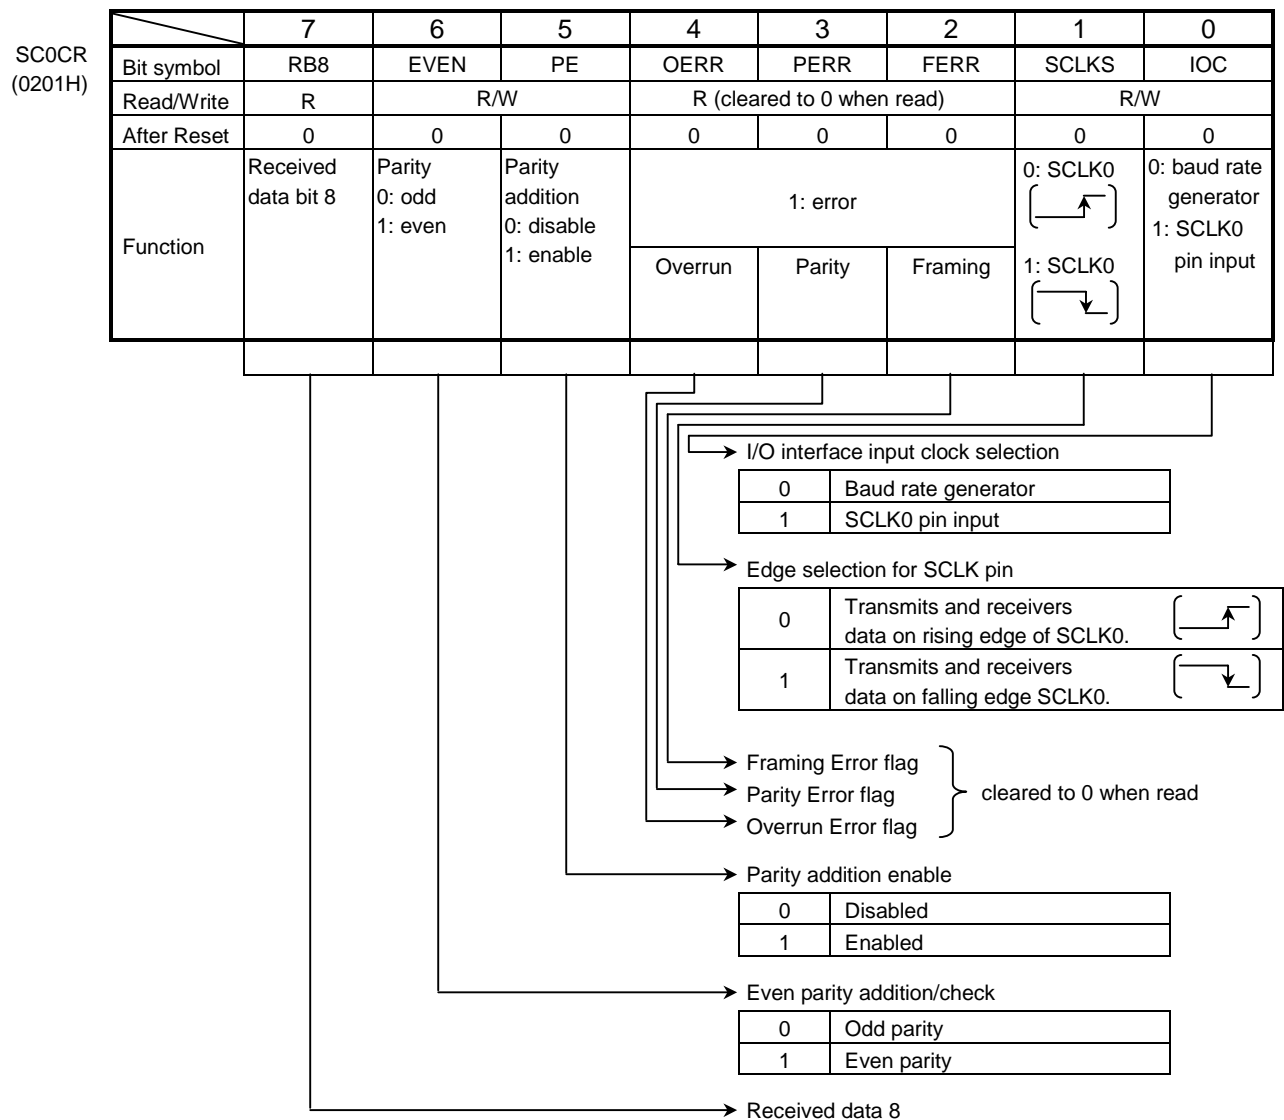 7 6 5 4 3 2 1 0
SC0CR
(0201H)
Bit symbol RB8 EVEN PE OERR PERR FERR SCLKS IOC
Read/Write R R/W R (cleared to 0 when read) R/W
After Reset 0 0 0 0 0 0 0 0
Function
Received
data bit 8
Parity
0: odd
1: even
Parity
addition
0: disable
1: enable
1: error
Overrun Parity Framing
0: SCLK0
1: SCLK0
0: baud rate
generator
1: SCLK0
pin input
I/O interface input clock selection
0 Baud rate generator
1 SCLK0 pin input
Edge selection for SCLK pin
0 Transmits and receivers
data on rising edge of SCLK0.
1 Transmits and receivers
data on falling edge SCLK0.
Framing Error flag
Parity Error flag
Overrun Error flag
cleared to 0 when read
Parity addition enable
0 Disabled
1 Enabled
Even parity addition/check
0 Odd parity
1 Even parity
Received data 8